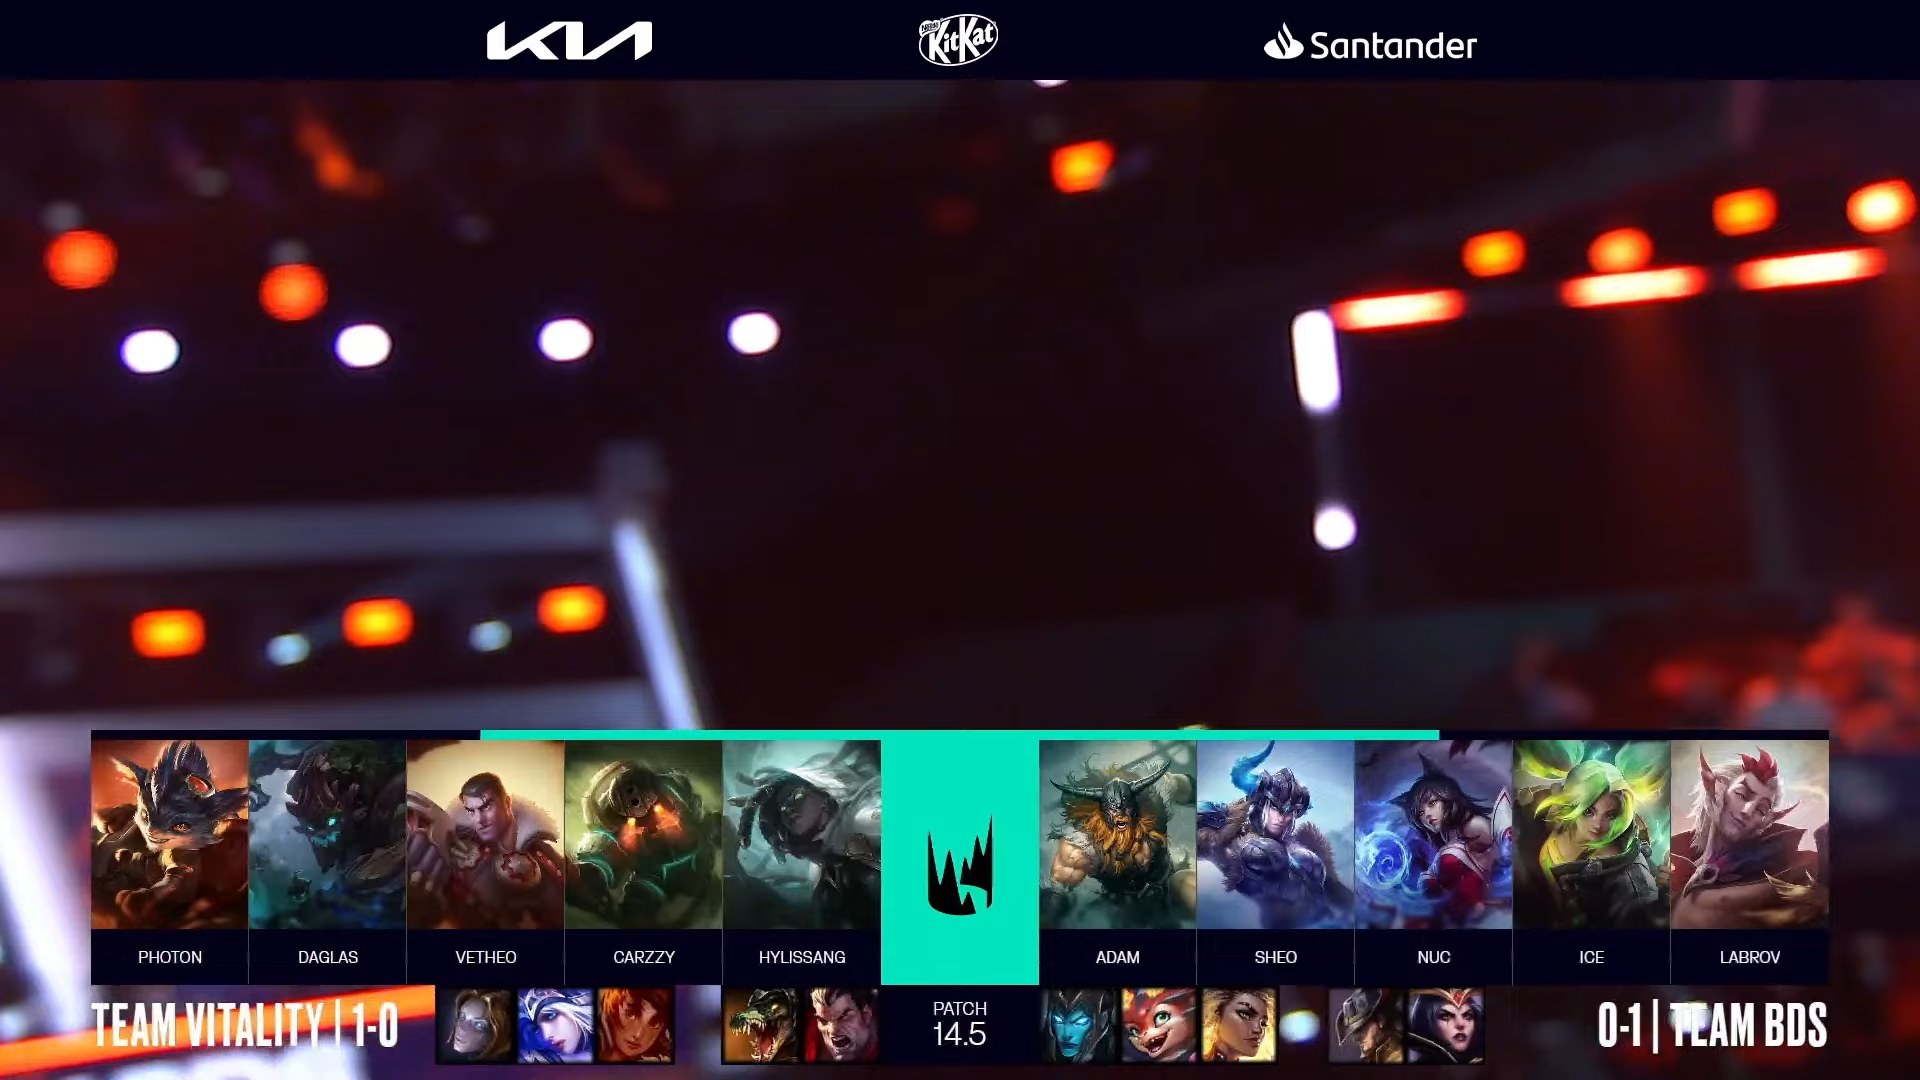 KIA
NESTLE KitKat
Santander
PHOTON
DAGLAS
VETHEO
CARZZY
HYLISSANG
ADAM
SHEO
NUC
ICE
LABROV
TEAM VITALITY | 1-0
PATCH
14.5
0-1 | TEAM BDS